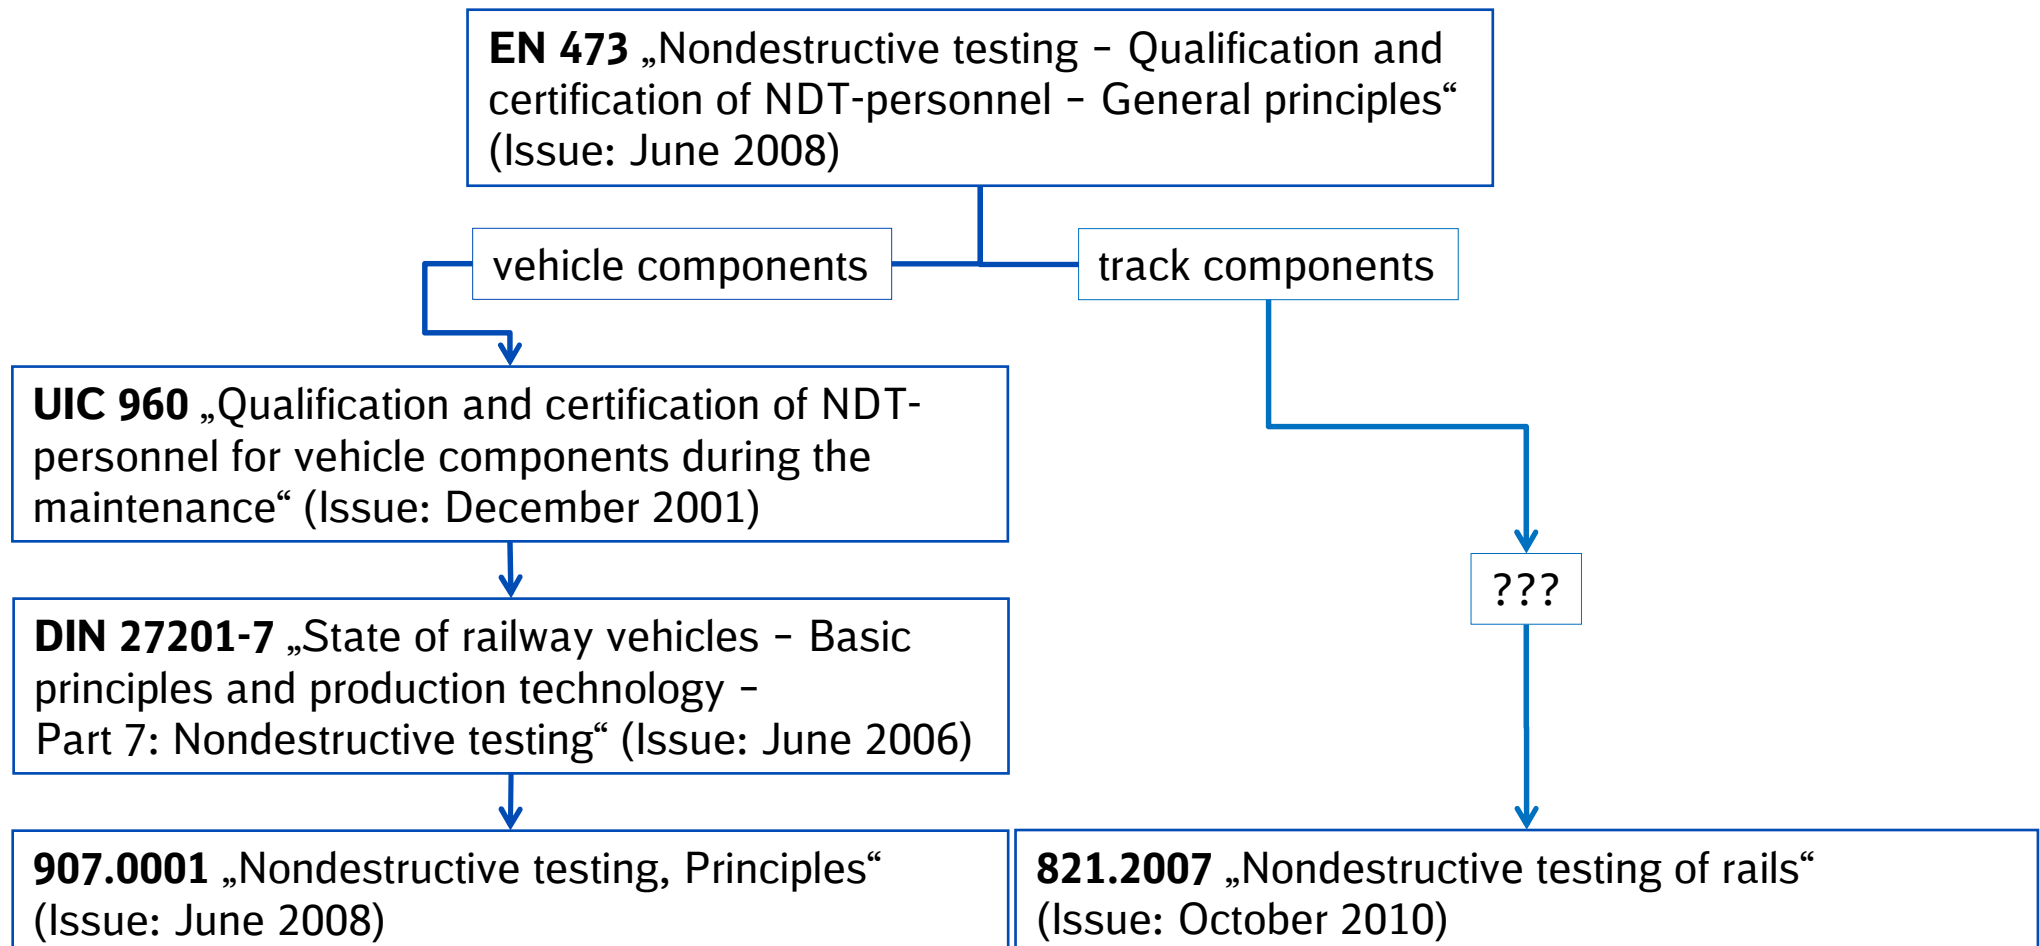 EN 473 „Nondestructive testing – Qualification and
certification of NDT-personnel – General principles“
(Issue: June 2008)
vehicle components
track components
UIC 960 „Qualification and certification of NDT-
personnel for vehicle components during the
maintenance“ (Issue: December 2001)
???
DIN 27201-7 „State of railway vehicles – Basic
principles and production technology –
Part 7: Nondestructive testing“ (Issue: June 2006)
907.0001 „Nondestructive testing, Principles“
(Issue: June 2008)
821.2007 „Nondestructive testing of rails“
(Issue: October 2010)